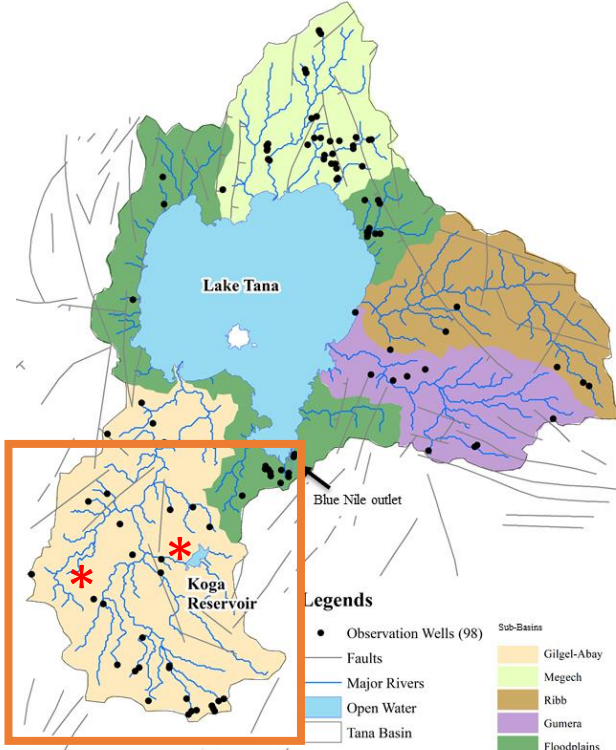 Lake Tana
Blue Nile outlet
Koga
Reservoir
Legends
Observation Wells (98)
Faults
Major Rivers
Open Water
Tana Basin
Sub-Basins
Gilgel-Abay
Megech
Ribb
Gumera
Floodplains